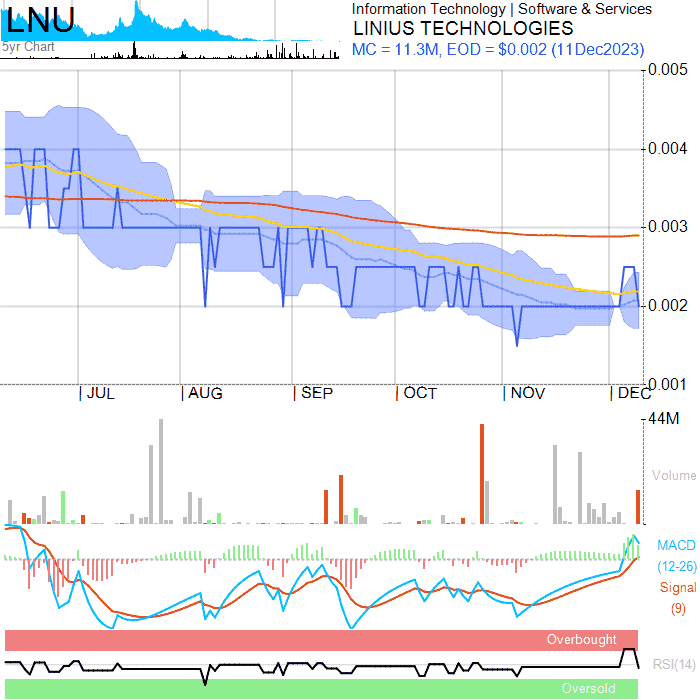 LNU
5yr Chart
Information Technology | Software & Services
LINIUS TECHNOLOGIES
MC = 11.3M, EOD = $0.002 (11Dec2023)
0.005
0.004
0.003
0.002
0.001
| JUL | AUG | SEP | OCT | NOV | DEC
44M
Volume
MACD
(12-26)
Signal
(9)
Overbought
RSI(14)
Oversold